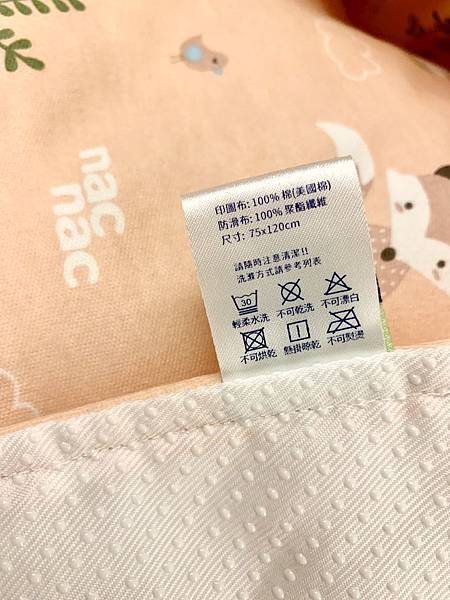 nac
nac
印圖布: 100% 棉(美國棉)
防滑布: 100% 聚酯纖維
尺寸: 75x120cm
請隨時注意清潔!!
洗滌方式請參考列表
30
輕柔水洗 不可乾洗 不可漂白
不可烘乾 懸掛晾乾 不可熨燙